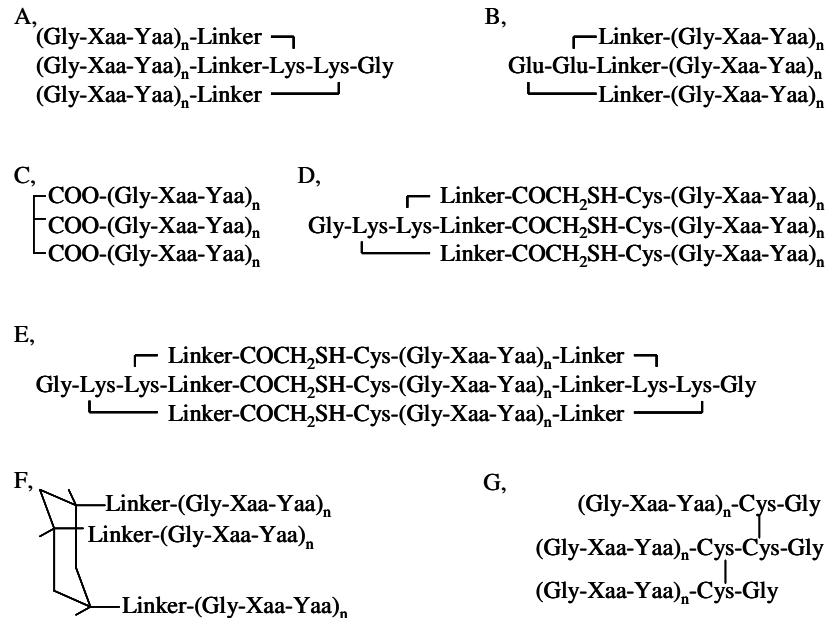 A, B,
(Gly-Xaa-Yaa)n-Linker Linker-(Gly-Xaa-Yaa)n
(Gly-Xaa-Yaa)n-Linker-Lys-Lys-Gly Glu-Glu-Linker-(Gly-Xaa-Yaa)n
(Gly-Xaa-Yaa)n-Linker Linker-(Gly-Xaa-Yaa)n
C, D,
COO-(Gly-Xaa-Yaa)n Linker-COCH2SH-Cys-(Gly-Xaa-Yaa)n
COO-(Gly-Xaa-Yaa)n Gly-Lys-Lys-Linker-COCH2SH-Cys-(Gly-Xaa-Yaa)n
COO-(Gly-Xaa-Yaa)n Linker-COCH2SH-Cys-(Gly-Xaa-Yaa)n
E,
Linker-COCH2SH-Cys-(Gly-Xaa-Yaa)n-Linker
Gly-Lys-Lys-Linker-COCH2SH-Cys-(Gly-Xaa-Yaa)n-Linker-Lys-Lys-Gly
Linker-COCH2SH-Cys-(Gly-Xaa-Yaa)n-Linker
F, G,
Linker-(Gly-Xaa-Yaa)n (Gly-Xaa-Yaa)n-Cys-Gly
Linker-(Gly-Xaa-Yaa)n (Gly-Xaa-Yaa)n-Cys-Cys-Gly
Linker-(Gly-Xaa-Yaa)n (Gly-Xaa-Yaa)n-Cys-Gly